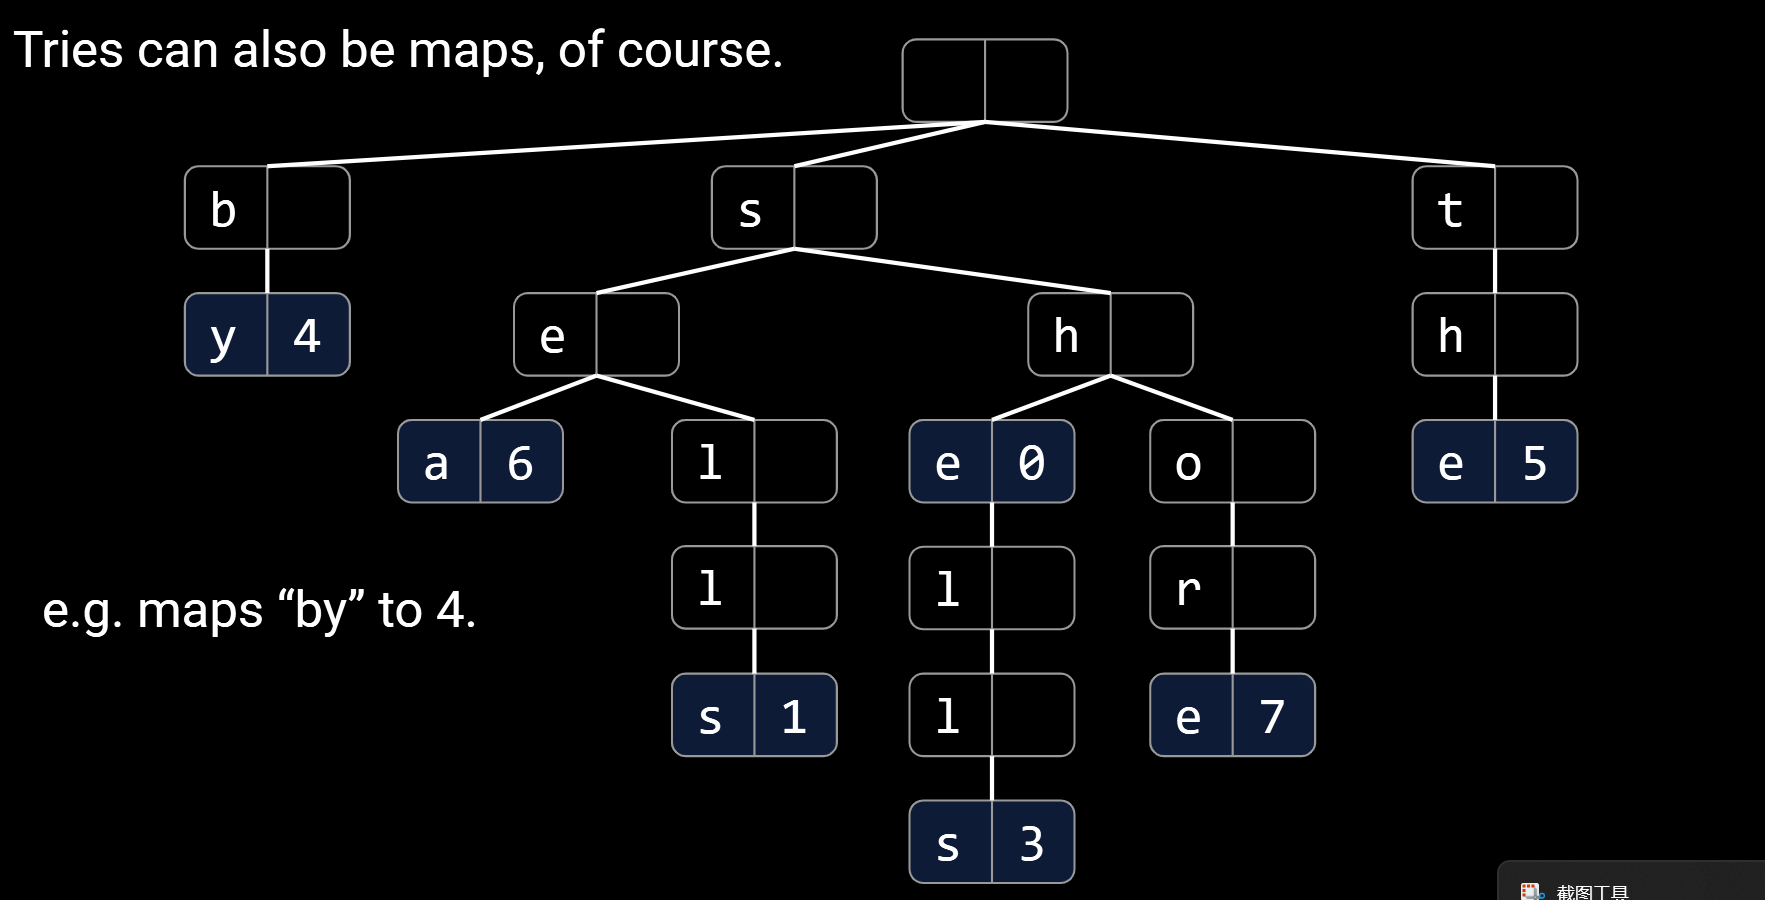 Tries can also be maps, of course.
b
s
t
y 4
e
h
h
a 6
l
e 0
o
e 5
l
l
r
e.g. maps “by” to 4.
s 1
l
e 7
s 3
截图工具